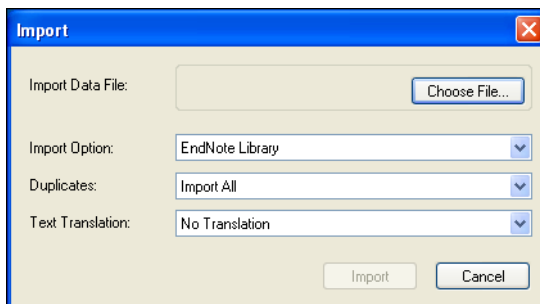 Import
Import Data File:
Choose File...
Import Option:
EndNote Library
Duplicates:
Import All
Text Translation:
No Translation
Import
Cancel